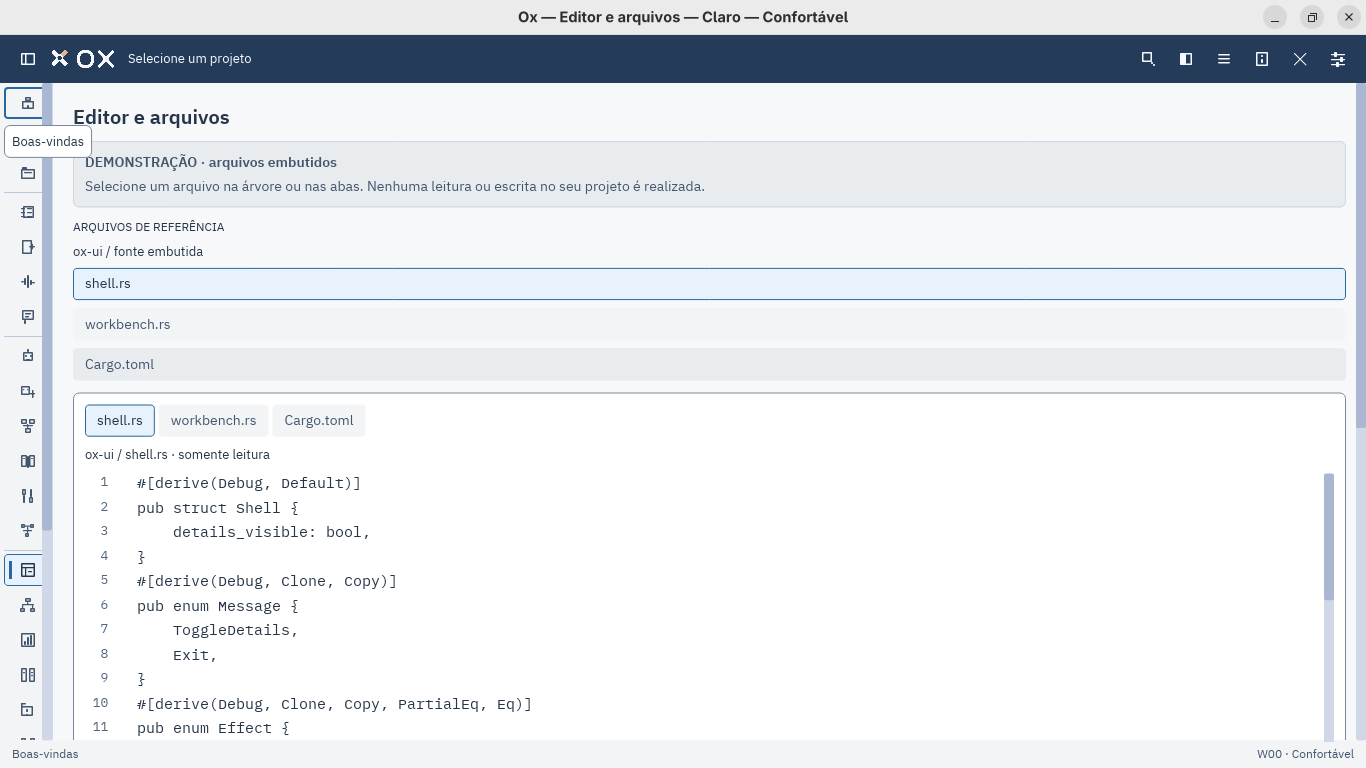 Ox — Editor e arquivos — Claro — Confortável
OX Selecione um projeto
Editor e arquivos
Boas-vindas
DEMONSTRAÇÃO · arquivos embutidos
Selecione um arquivo na árvore ou nas abas. Nenhuma leitura ou escrita no seu projeto é realizada.
ARQUIVOS DE REFERÊNCIA
ox-ui / fonte embutida
shell.rs
workbench.rs
Cargo.toml
shell.rs workbench.rs Cargo.toml
ox-ui / shell.rs · somente leitura
1 #[derive(Debug, Default)]
2 pub struct Shell {
3     details_visible: bool,
4 }
5 #[derive(Debug, Clone, Copy)]
6 pub enum Message {
7     ToggleDetails,
8     Exit,
9 }
10 #[derive(Debug, Clone, Copy, PartialEq, Eq)]
11 pub enum Effect {
Boas-vindas W00 · Confortável